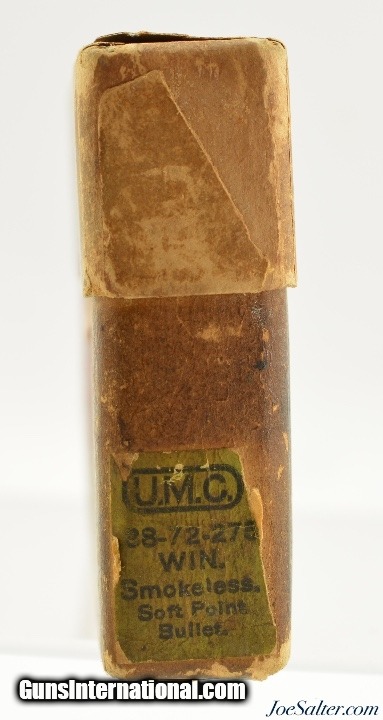 U.M.C.
38-72-275
WIN.
Smokeless.
Soft Point
Bullet.
GunsInternational.com
JoeSalter.com